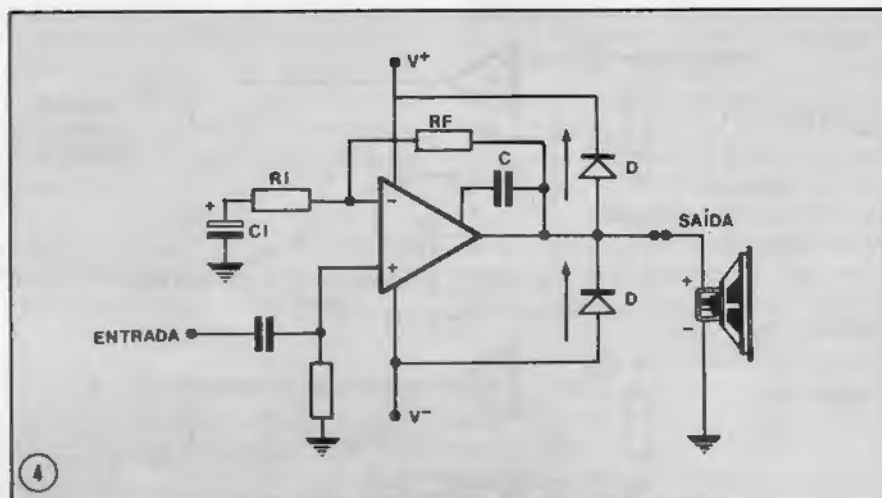 V+
RF
C
D
RI
-
+
CI
SAÍDA
+
D
+
-
ENTRADA
V-
4